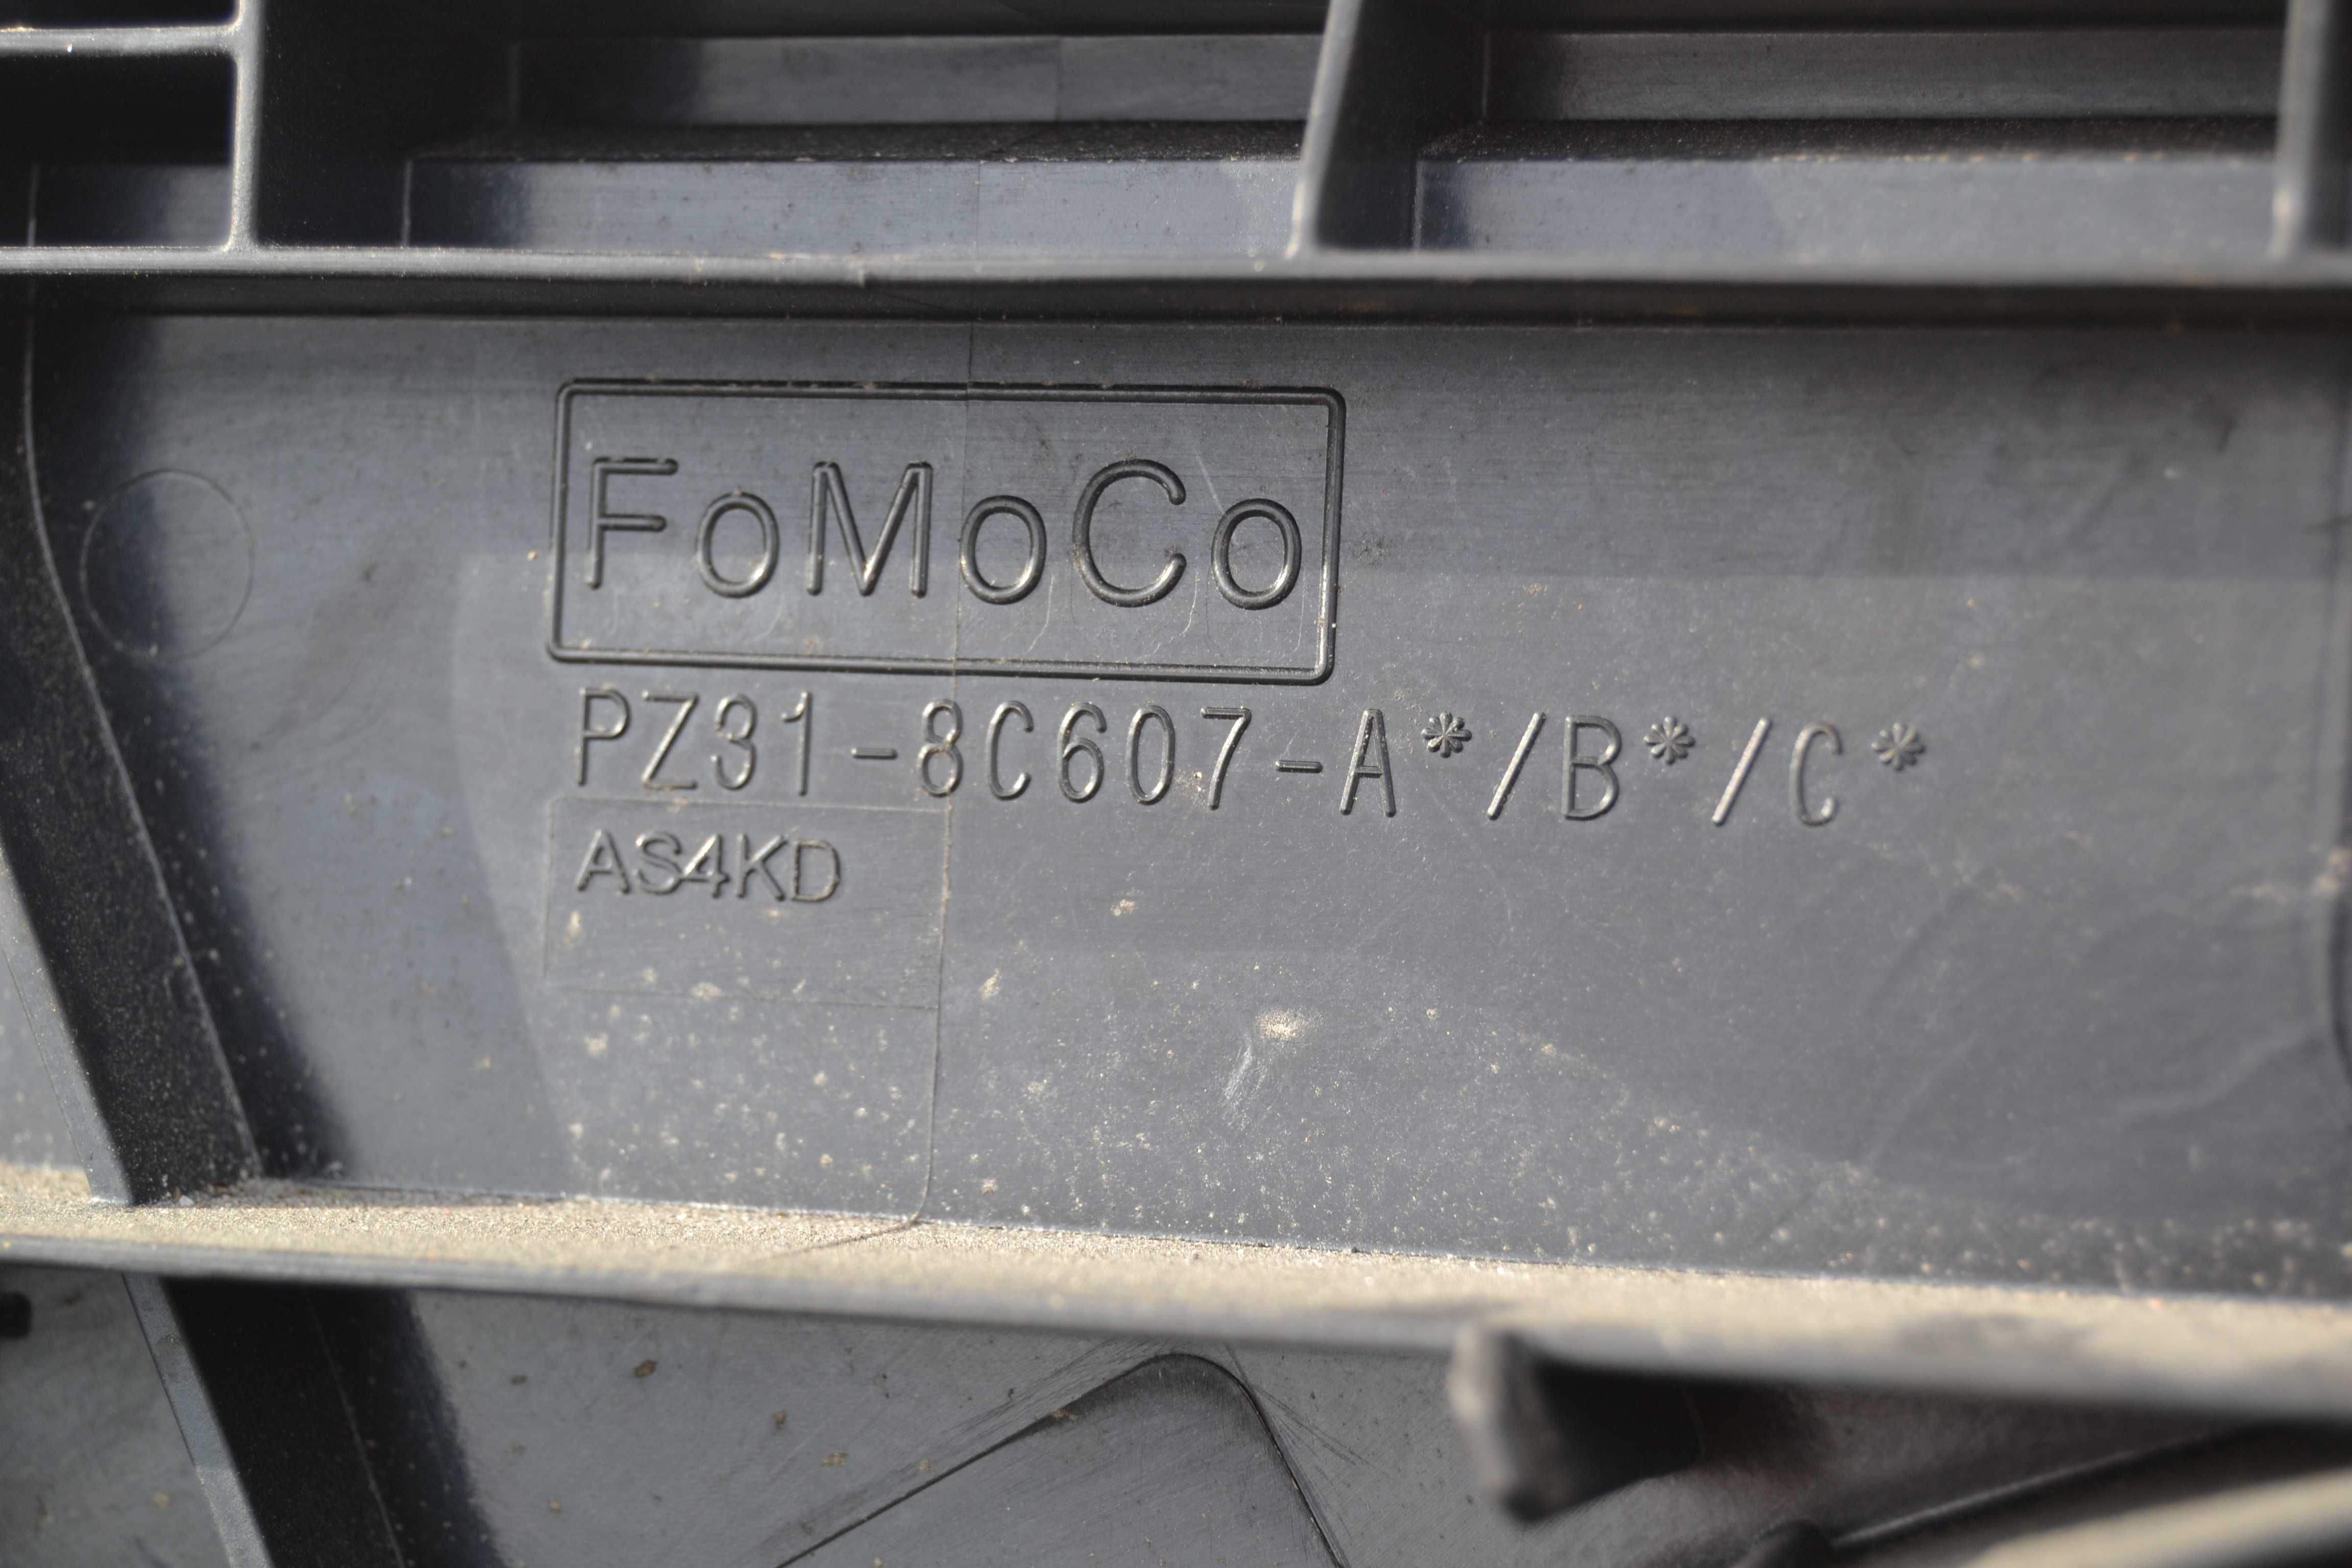 FoMoCo
PZ31-8C607-A*/B*/C*
AS4KD